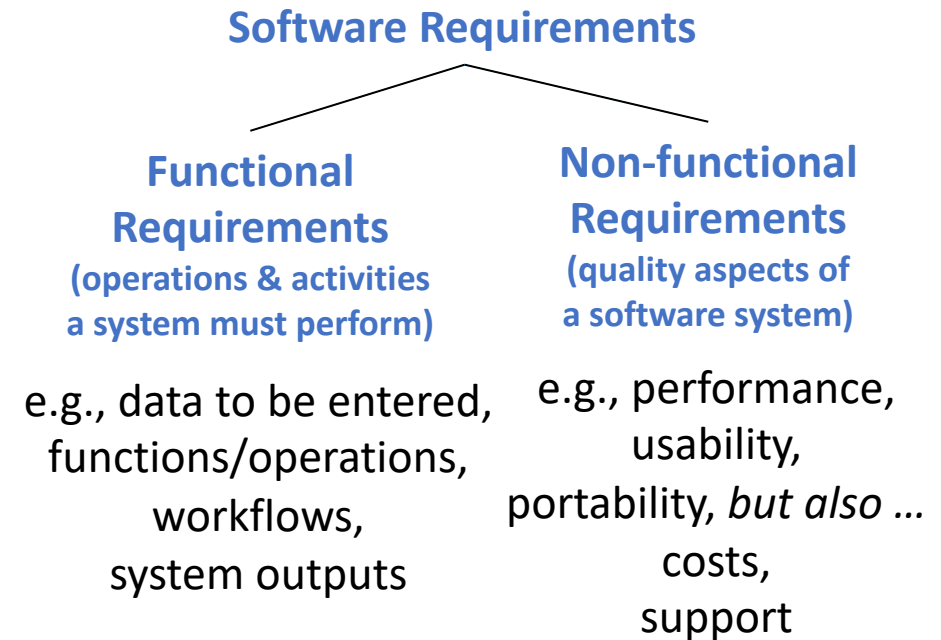 Software Requirements
Functional
Requirements
(operations & activities
a system must perform)
e.g., data to be entered,
functions/operations,
workflows,
system outputs
Non-functional
Requirements
(quality aspects of
a software system)
e.g., performance,
usability,
portability, but also …
costs,
support